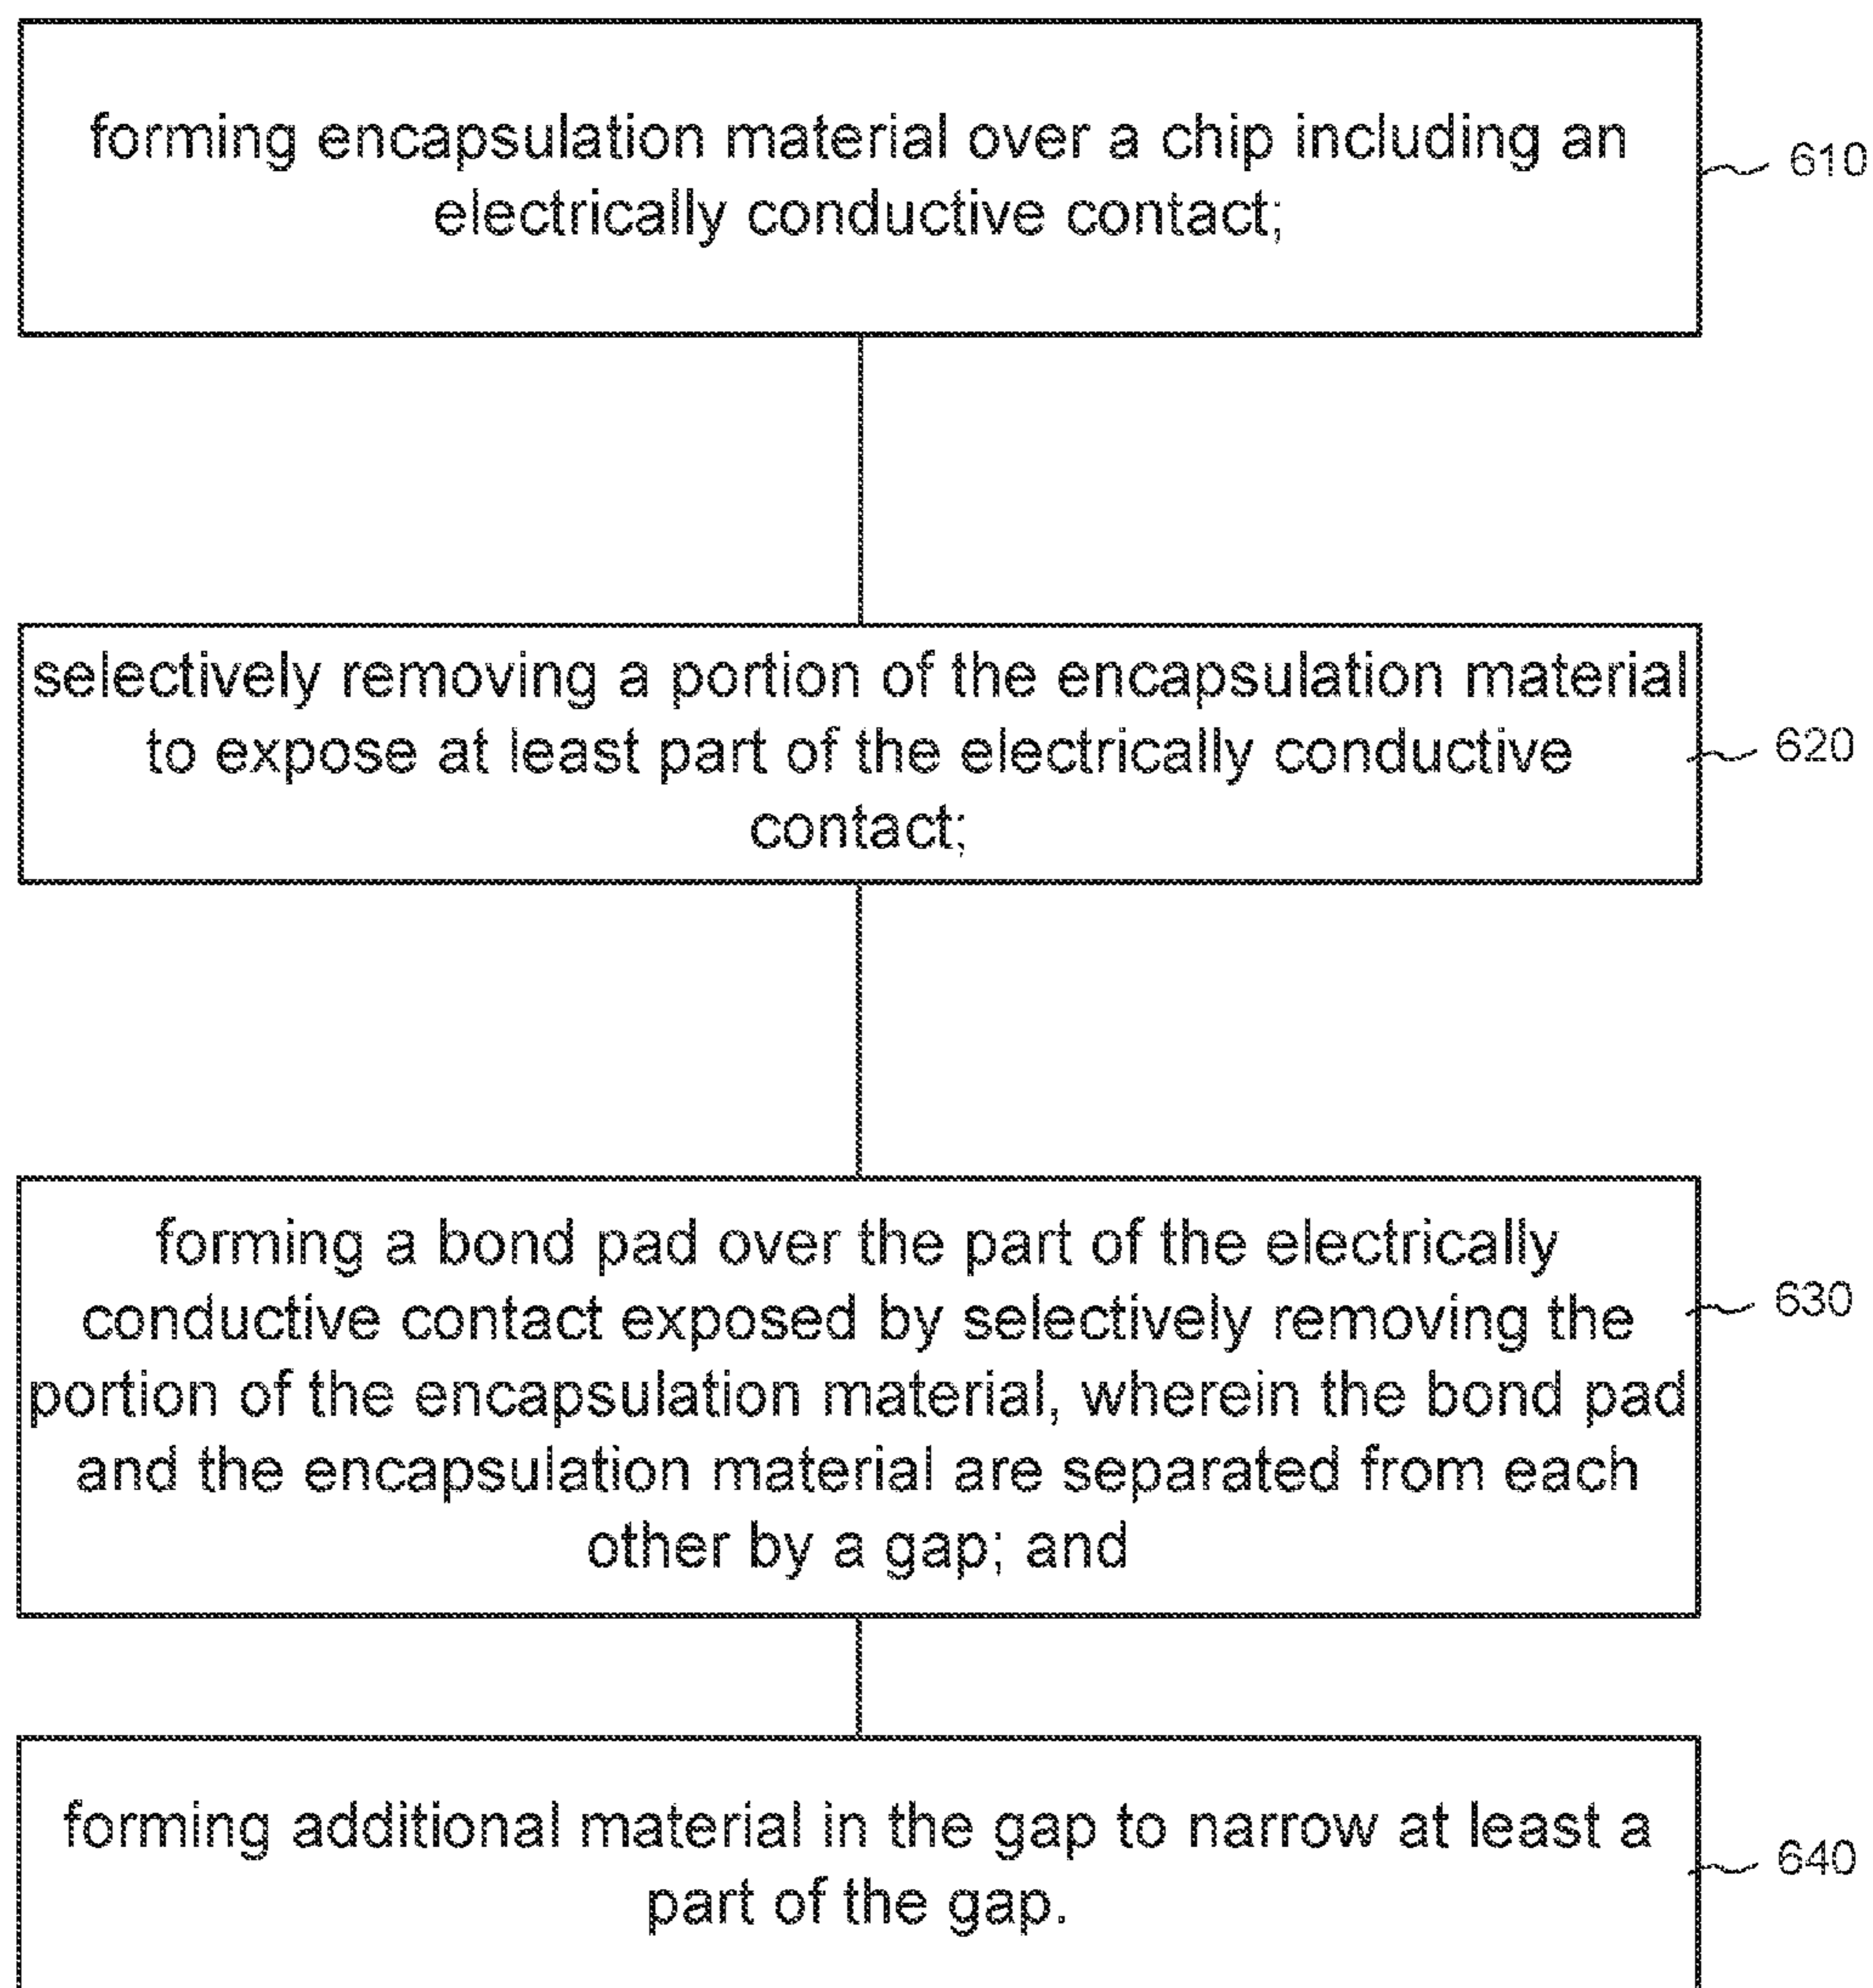 forming encapsulation material over a chip including an
electrically conductive contact;
610
selectively removing a portion of the encapsulation material
to expose at least part of the electrically conductive
contact;
620
forming a bond pad over the part of the electrically
conductive contact exposed by selectively removing the
portion of the encapsulation material, wherein the bond pad
and the encapsulation material are separated from each
other by a gap; and
630
forming additional material in the gap to narrow at least a
part of the gap.
640